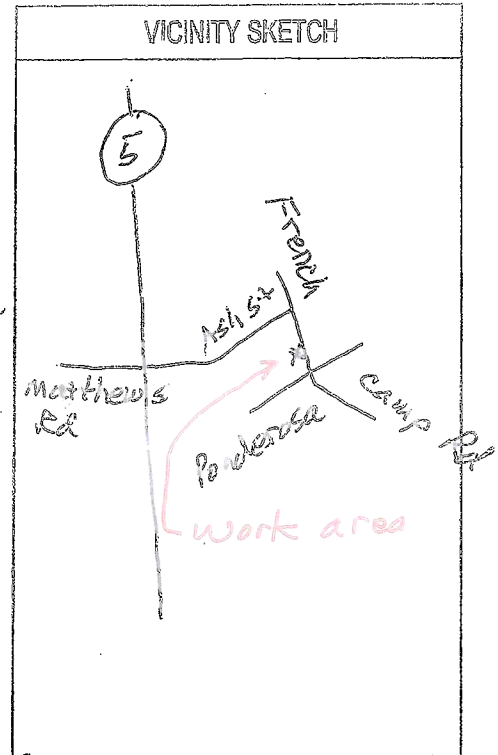 VICINITY SKETCH
5
French
Ash St
Matthews
Rd
Ponderosa
Camp Rd
Work area